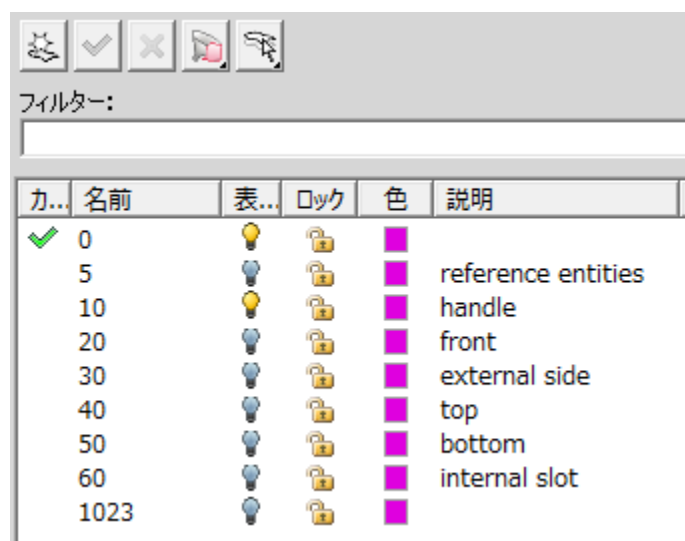 フィルター:
カ... 名前 表... ロック 色 説明
0
5 reference entities
10 handle
20 front
30 external side
40 top
50 bottom
60 internal slot
1023